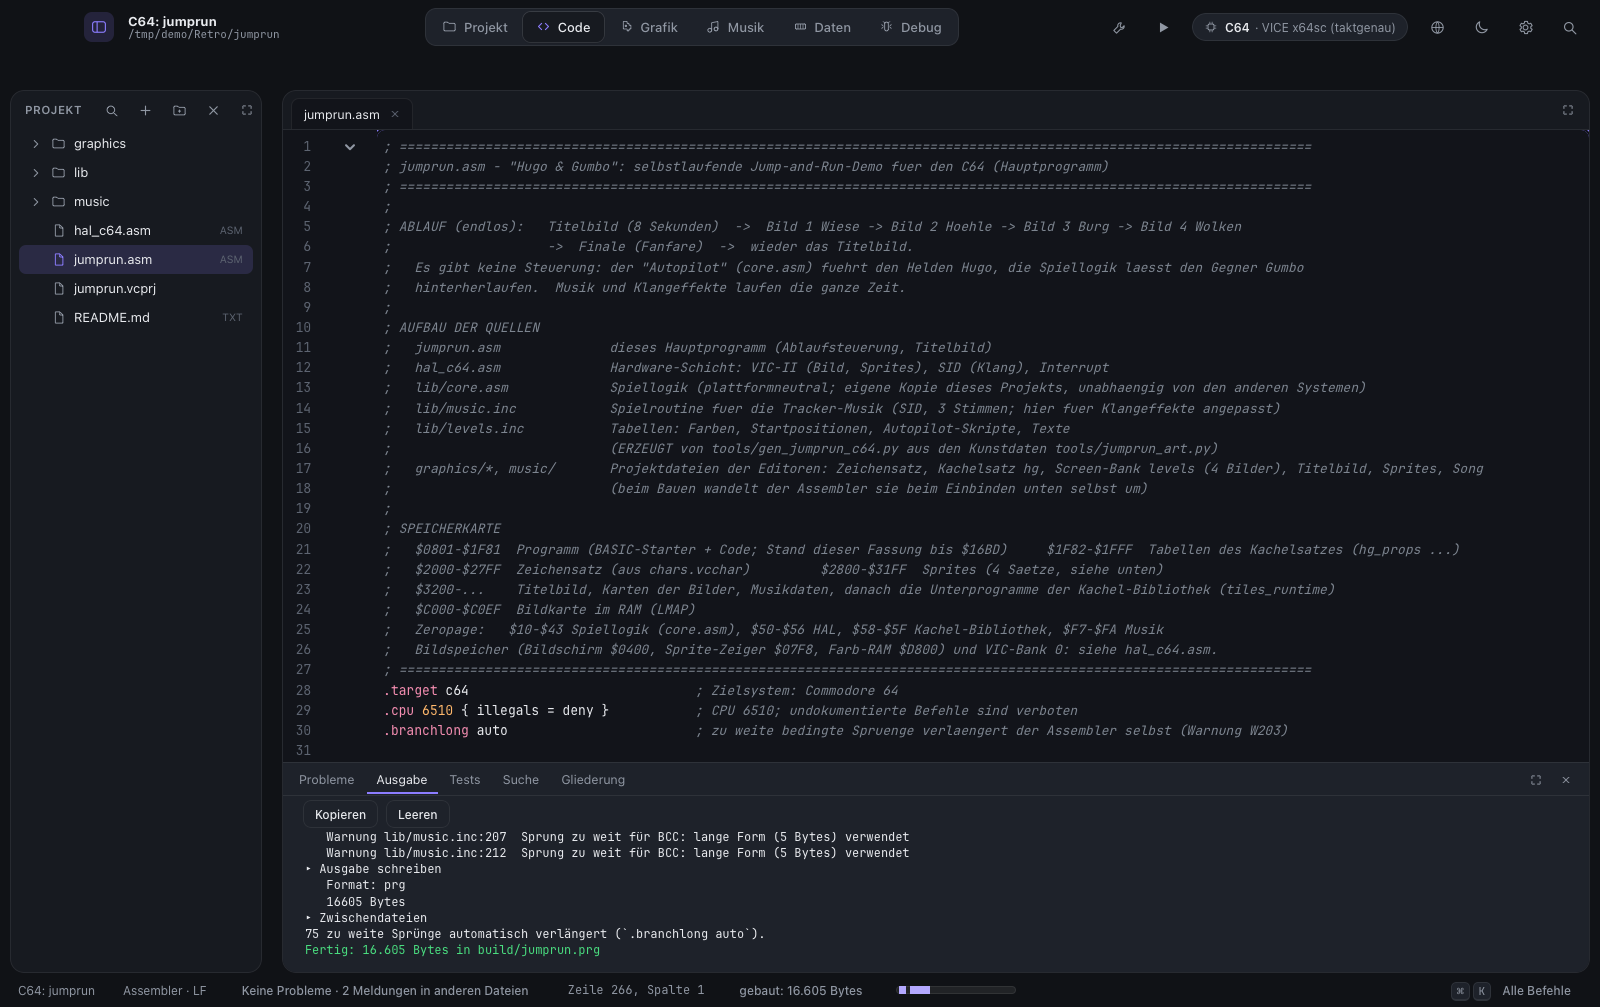 C64: jumprun
/tmp/demo/Retro/jumprun
Projekt
Code
Grafik
Musik
Daten
Debug
C64 · VICE x64sc (taktgenau)
PROJEKT
graphics
lib
music
hal_c64.asm ASM
jumprun.asm ASM
jumprun.vcprj
README.md TXT
jumprun.asm ×
1 ; =====================================================================================================================
2 ; jumprun.asm - "Hugo & Gumbo": selbstlaufende Jump-and-Run-Demo fuer den C64 (Hauptprogramm)
3 ; =====================================================================================================================
4 ;
5 ; ABLAUF (endlos):   Titelbild (8 Sekunden)  ->  Bild 1 Wiese -> Bild 2 Hoehle -> Bild 3 Burg -> Bild 4 Wolken
6 ;                    ->  Finale (Fanfare)  ->  wieder das Titelbild.
7 ;   Es gibt keine Steuerung: der "Autopilot" (core.asm) fuehrt den Helden Hugo, die Spiellogik laesst den Gegner Gumbo
8 ;   hinterherlaufen.  Musik und Klangeffekte laufen die ganze Zeit.
9 ;
10 ; AUFBAU DER QUELLEN
11 ;   jumprun.asm              dieses Hauptprogramm (Ablaufsteuerung, Titelbild)
12 ;   hal_c64.asm              Hardware-Schicht: VIC-II (Bild, Sprites), SID (Klang), Interrupt
13 ;   lib/core.asm             Spiellogik (plattformneutral; eigene Kopie dieses Projekts, unabhaengig von den anderen Systemen)
14 ;   lib/music.inc            Spielroutine fuer die Tracker-Musik (SID, 3 Stimmen; hier fuer Klangeffekte angepasst)
15 ;   lib/levels.inc           Tabellen: Farben, Startpositionen, Autopilot-Skripte, Texte
16 ;                            (ERZEUGT von tools/gen_jumprun_c64.py aus den Kunstdaten tools/jumprun_art.py)
17 ;   graphics/*, music/       Projektdateien der Editoren: Zeichensatz, Kachelsatz hg, Screen-Bank levels (4 Bilder), Titelbild, Sprites, Song
18 ;                            (beim Bauen wandelt der Assembler sie beim Einbinden unten selbst um)
19 ;
20 ; SPEICHERKARTE
21 ;   $0801-$1F81  Programm (BASIC-Starter + Code; Stand dieser Fassung bis $16BD)     $1F82-$1FFF  Tabellen des Kachelsatzes (hg_props ...)
22 ;   $2000-$27FF  Zeichensatz (aus chars.vcchar)         $2800-$31FF  Sprites (4 Saetze, siehe unten)
23 ;   $3200-...    Titelbild, Karten der Bilder, Musikdaten, danach die Unterprogramme der Kachel-Bibliothek (tiles_runtime)
24 ;   $C000-$C0EF  Bildkarte im RAM (LMAP)
25 ;   Zeropage:   $10-$43 Spiellogik (core.asm), $50-$56 HAL, $58-$5F Kachel-Bibliothek, $F7-$FA Musik
26 ;   Bildspeicher (Bildschirm $0400, Sprite-Zeiger $07F8, Farb-RAM $D800) und VIC-Bank 0: siehe hal_c64.asm.
27 ; =====================================================================================================================
28 .target c64                             ; Zielsystem: Commodore 64
29 .cpu 6510 { illegals = deny }           ; CPU 6510; undokumentierte Befehle sind verboten
30 .branchlong auto                        ; zu weite bedingte Spruenge verlaengert der Assembler selbst (Warnung W203)
31
Probleme
Ausgabe
Tests
Suche
Gliederung
Kopieren
Leeren
Warnung lib/music.inc:207  Sprung zu weit für BCC: lange Form (5 Bytes) verwendet
Warnung lib/music.inc:212  Sprung zu weit für BCC: lange Form (5 Bytes) verwendet
▸ Ausgabe schreiben
Format: prg
16605 Bytes
▸ Zwischendateien
75 zu weite Sprünge automatisch verlängert (`.branchlong auto`).
Fertig: 16.605 Bytes in build/jumprun.prg
C64: jumprun
Assembler · LF
Keine Probleme · 2 Meldungen in anderen Dateien
Zeile 266, Spalte 1
gebaut: 16.605 Bytes
⌘ K Alle Befehle